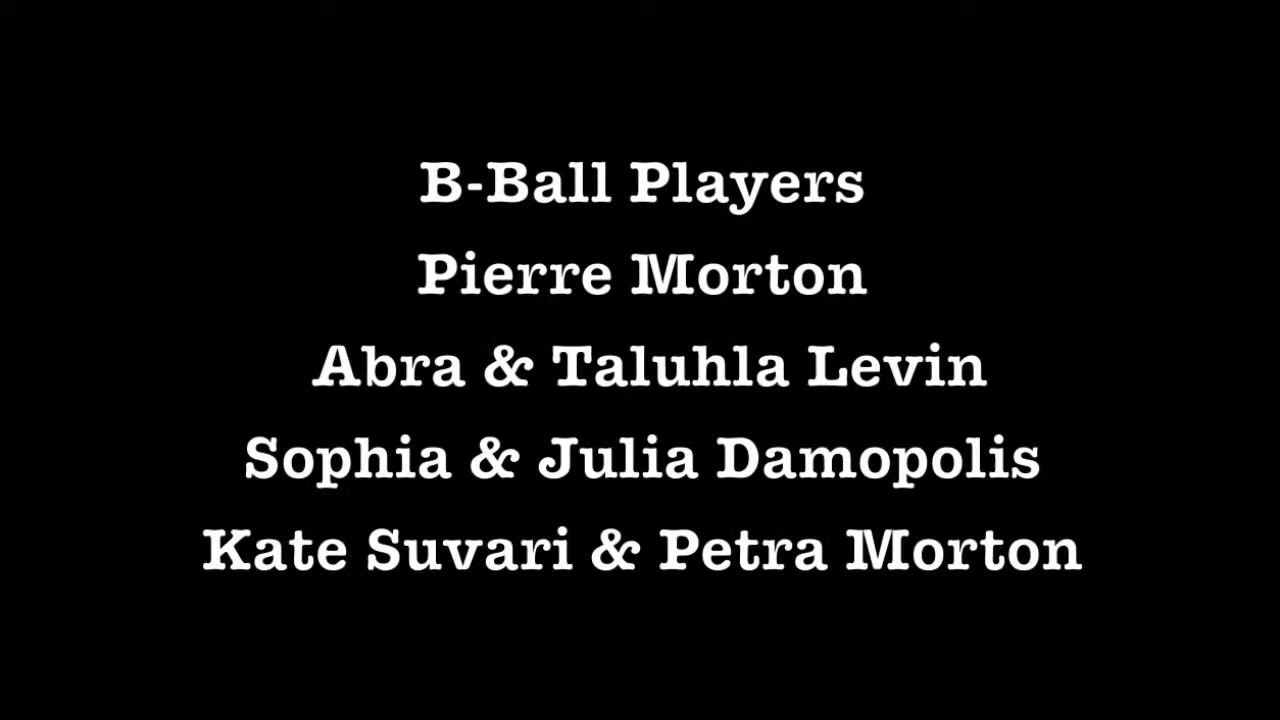 B-Ball Players
Pierre Morton
Abra & Taluhla Levin
Sophia & Julia Damopolis
Kate Suvari & Petra Morton